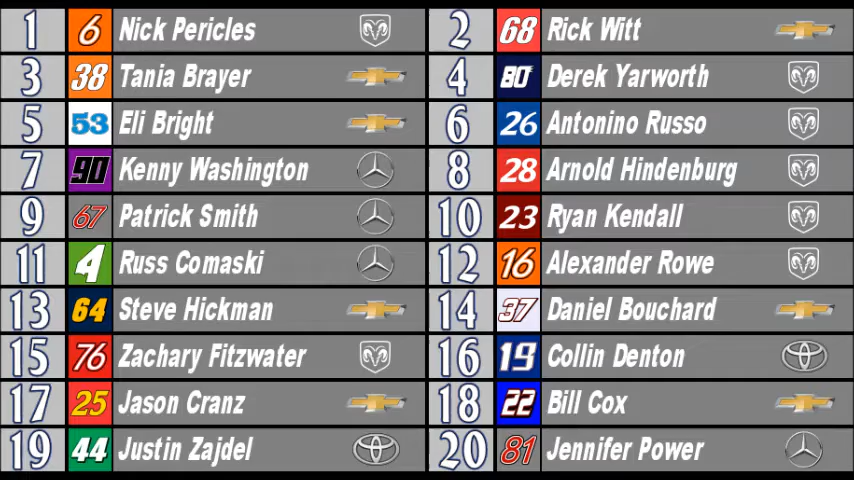 1 6 Nick Pericles 2 68 Rick Witt
3 38 Tania Brayer 4 80 Derek Yarworth
5 53 Eli Bright 6 26 Antonino Russo
7 90 Kenny Washington 8 28 Arnold Hindenburg
9 67 Patrick Smith 10 23 Ryan Kendall
11 4 Russ Comaski 12 16 Alexander Rowe
13 64 Steve Hickman 14 37 Daniel Bouchard
15 76 Zachary Fitzwater 16 19 Collin Denton
17 25 Jason Cranz 18 22 Bill Cox
19 44 Justin Zajdel 20 81 Jennifer Power